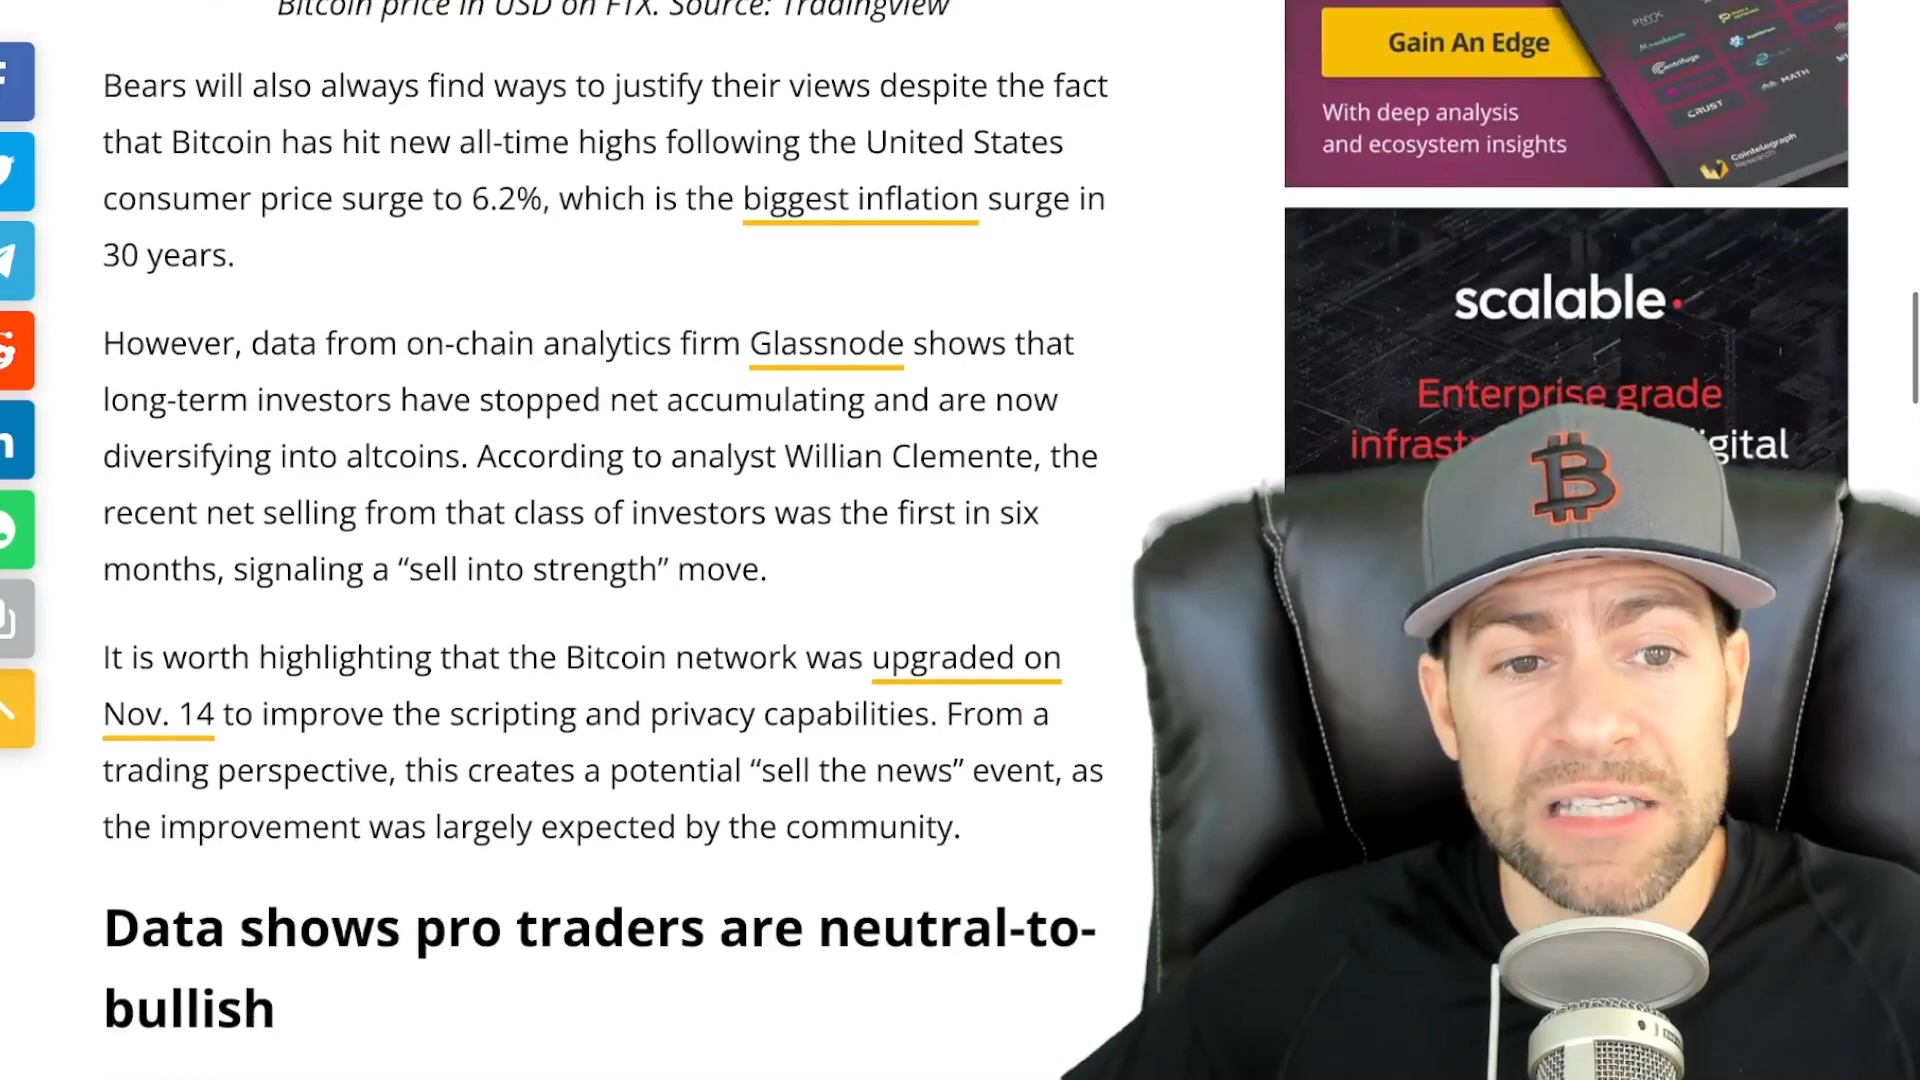 Bitcoin price in USD on FTX. Source: Tradingview
Bears will also always find ways to justify their views despite the fact
that Bitcoin has hit new all-time highs following the United States
consumer price surge to 6.2%, which is the biggest inflation surge in
30 years.
However, data from on-chain analytics firm Glassnode shows that
long-term investors have stopped net accumulating and are now
diversifying into altcoins. According to analyst Willian Clemente, the
recent net selling from that class of investors was the first in six
months, signaling a “sell into strength” move.
It is worth highlighting that the Bitcoin network was upgraded on
Nov. 14 to improve the scripting and privacy capabilities. From a
trading perspective, this creates a potential “sell the news” event, as
the improvement was largely expected by the community.
Data shows pro traders are neutral-to-
bullish
Gain An Edge
With deep analysis
and ecosystem insights
PNYX
Centrifuge
MATH
CRUST
Cointelegraph
Research
scalable
Enterprise grade
infrast
igital